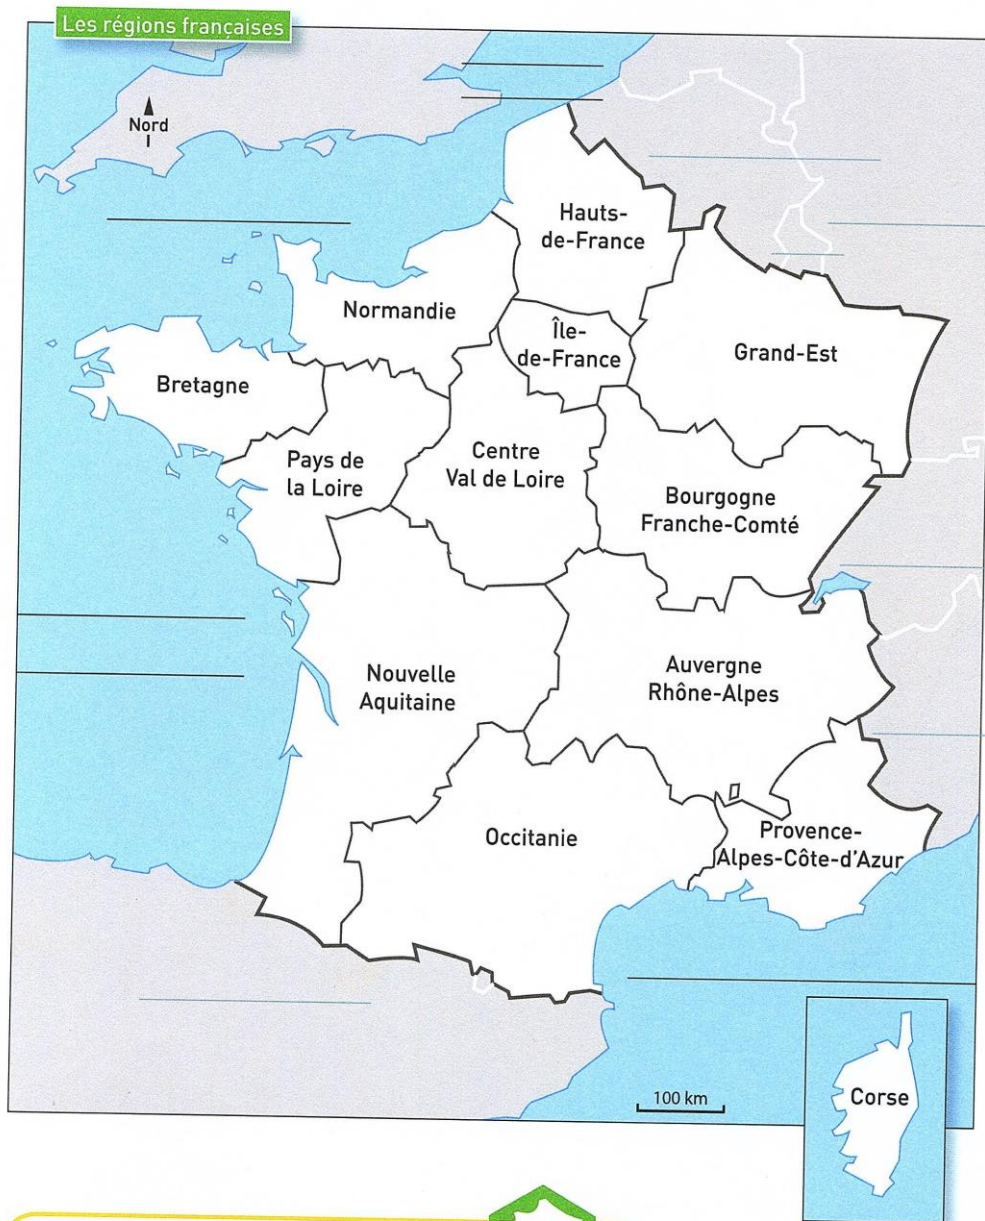 Les régions françaises
Nord
Hauts-
de-France
Normandie
Île-
de-France
Grand-Est
Bretagne
Pays de
la Loire
Centre
Val de Loire
Bourgogne
Franche-Comté
Nouvelle
Aquitaine
Auvergne
Rhône-Alpes
Occitanie
Provence-
Alpes-Côte-d'Azur
100 km
Corse